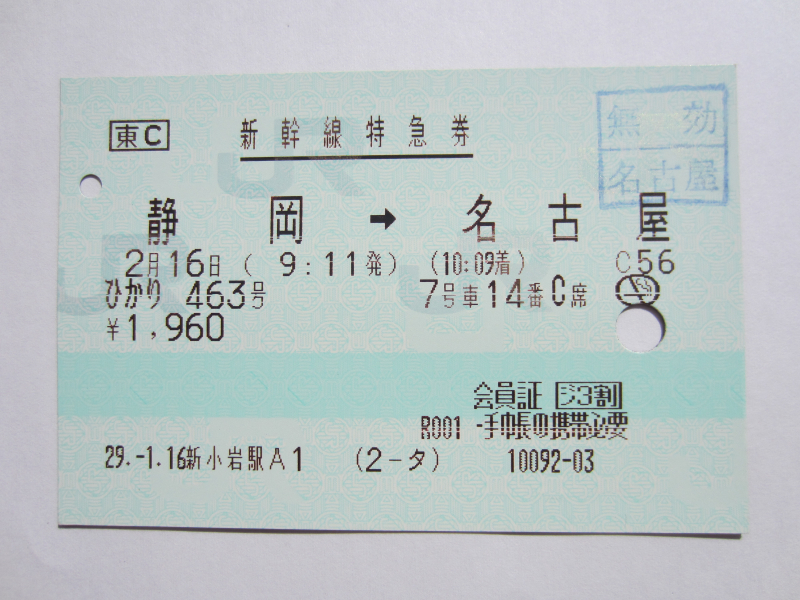 東C 新幹線特急券
無効
名古屋
静岡 → 名古屋
2月16日 ( 9:11発) (10:09着) C56
ひかり 463号 7号車14番C席
¥1,960
会員証 ジ3割
R001 -手帳の携帯必要
29.-1.16新小岩駅A1 (2-タ) 10092-03